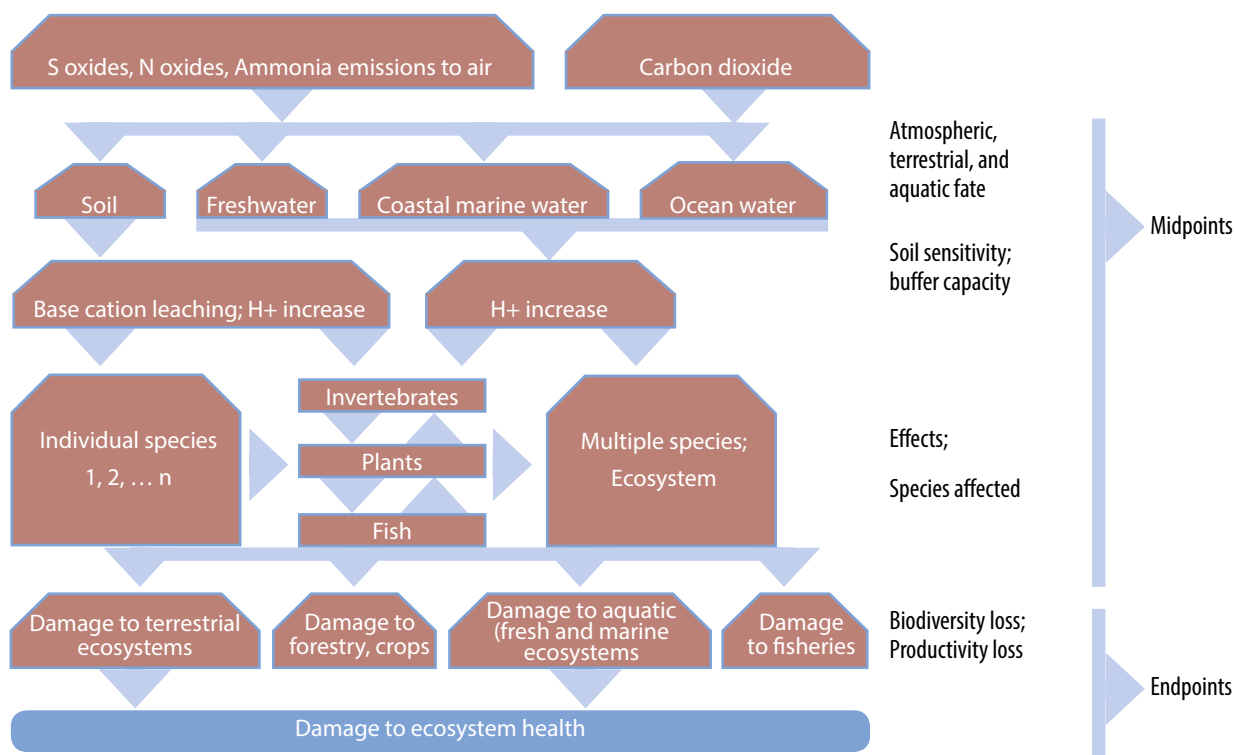 S oxides, N oxides, Ammonia emissions to air
Carbon dioxide
Atmospheric,
terrestrial, and
aquatic fate
Soil
Freshwater
Coastal marine water
Ocean water
Midpoints
Soil sensitivity;
buffer capacity
Base cation leaching; H+ increase
H+ increase
Individual species
1, 2, … n
Invertebrates
Plants
Fish
Multiple species;
Ecosystem
Effects;
Species affected
Damage to terrestrial
ecosystems
Damage to
forestry, crops
Damage to aquatic
(fresh and marine
ecosystems
Damage
to fisheries
Biodiversity loss;
Productivity loss
Endpoints
Damage to ecosystem health